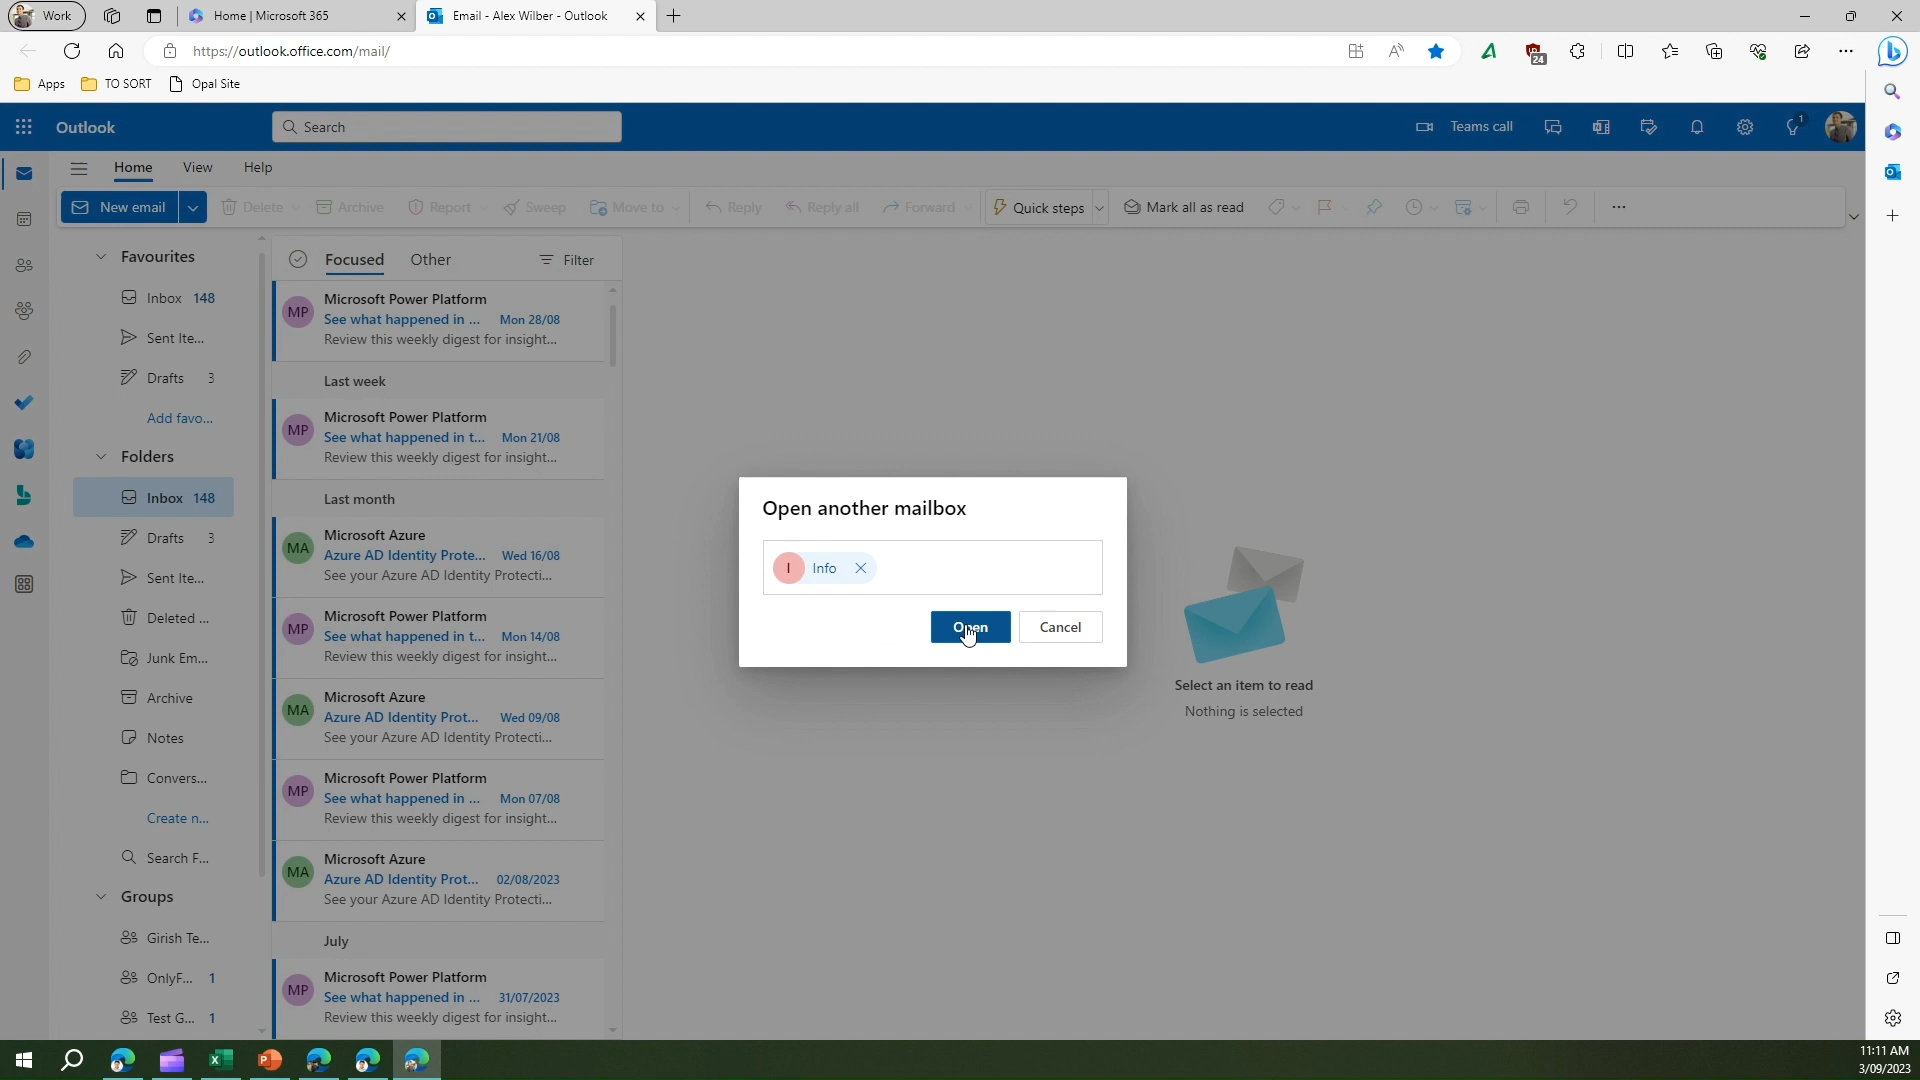 Work
Home | Microsoft 365
Email - Alex Wilber - Outlook
https://outlook.office.com/mail/
24
Apps
TO SORT
Opal Site
Outlook
Search
Teams call
1
Home
View
Help
New email
Delete
Archive
Report
Sweep
Move to
Reply
Reply all
Forward
Quick steps
Mark all as read
Favourites
Inbox 148
Sent Ite...
Drafts 3
Add favo...
Folders
Inbox 148
Drafts 3
Sent Ite...
Deleted ...
Junk Em...
Archive
Notes
Convers...
Create n...
Search F...
Groups
Girish Te...
OnlyF... 1
Test G... 1
Focused
Other
Filter
MP
Microsoft Power Platform
See what happened in ... Mon 28/08
Review this weekly digest for insight...
Last week
MP
Microsoft Power Platform
See what happened in t... Mon 21/08
Review this weekly digest for insight...
Last month
MA
Microsoft Azure
Azure AD Identity Prote... Wed 16/08
See your Azure AD Identity Protecti...
MP
Microsoft Power Platform
See what happened in t... Mon 14/08
Review this weekly digest for insight...
MA
Microsoft Azure
Azure AD Identity Prot... Wed 09/08
See your Azure AD Identity Protecti...
MP
Microsoft Power Platform
See what happened in ... Mon 07/08
Review this weekly digest for insight...
MA
Microsoft Azure
Azure AD Identity Prot... 02/08/2023
See your Azure AD Identity Protecti...
July
MP
Microsoft Power Platform
See what happened in ... 31/07/2023
Review this weekly digest for insight...
Open another mailbox
I
Info
Open
Cancel
Select an item to read
Nothing is selected
11:11 AM
3/09/2023